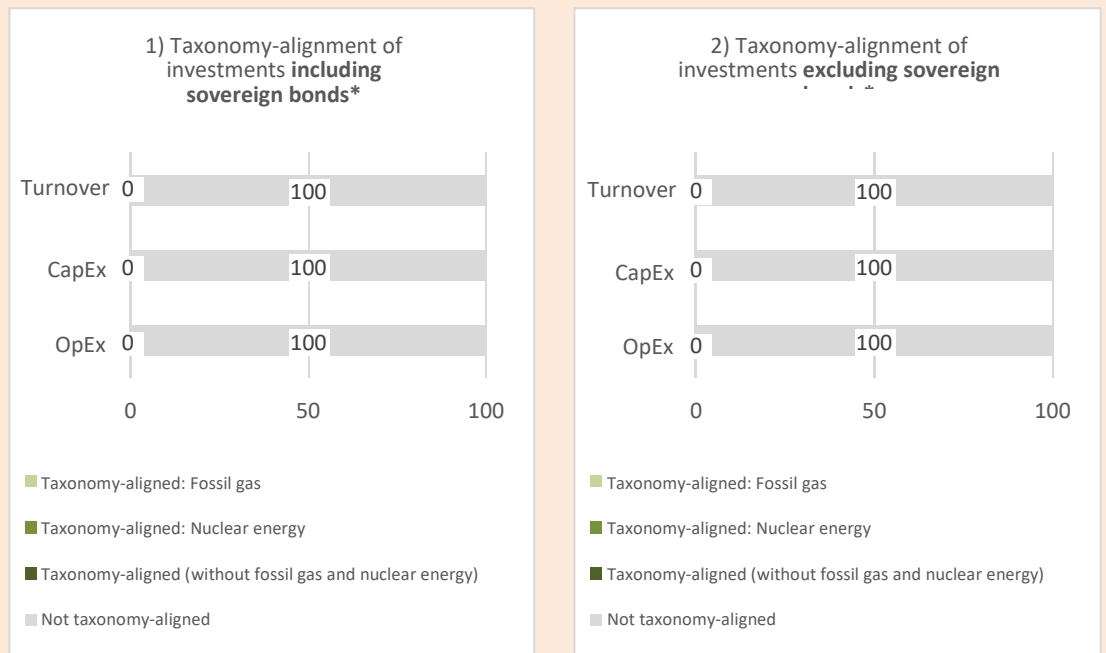 1) Taxonomy-alignment of
investments including
sovereign bonds*
Turnover 0 100
CapEx 0 100
OpEx 0 100
0 50 100
Taxonomy-aligned: Fossil gas
Taxonomy-aligned: Nuclear energy
Taxonomy-aligned (without fossil gas and nuclear energy)
Not taxonomy-aligned
2) Taxonomy-alignment of
investments excluding sovereign
Turnover 0 100
CapEx 0 100
OpEx 0 100
0 50 100
Taxonomy-aligned: Fossil gas
Taxonomy-aligned: Nuclear energy
Taxonomy-aligned (without fossil gas and nuclear energy)
Not taxonomy-aligned